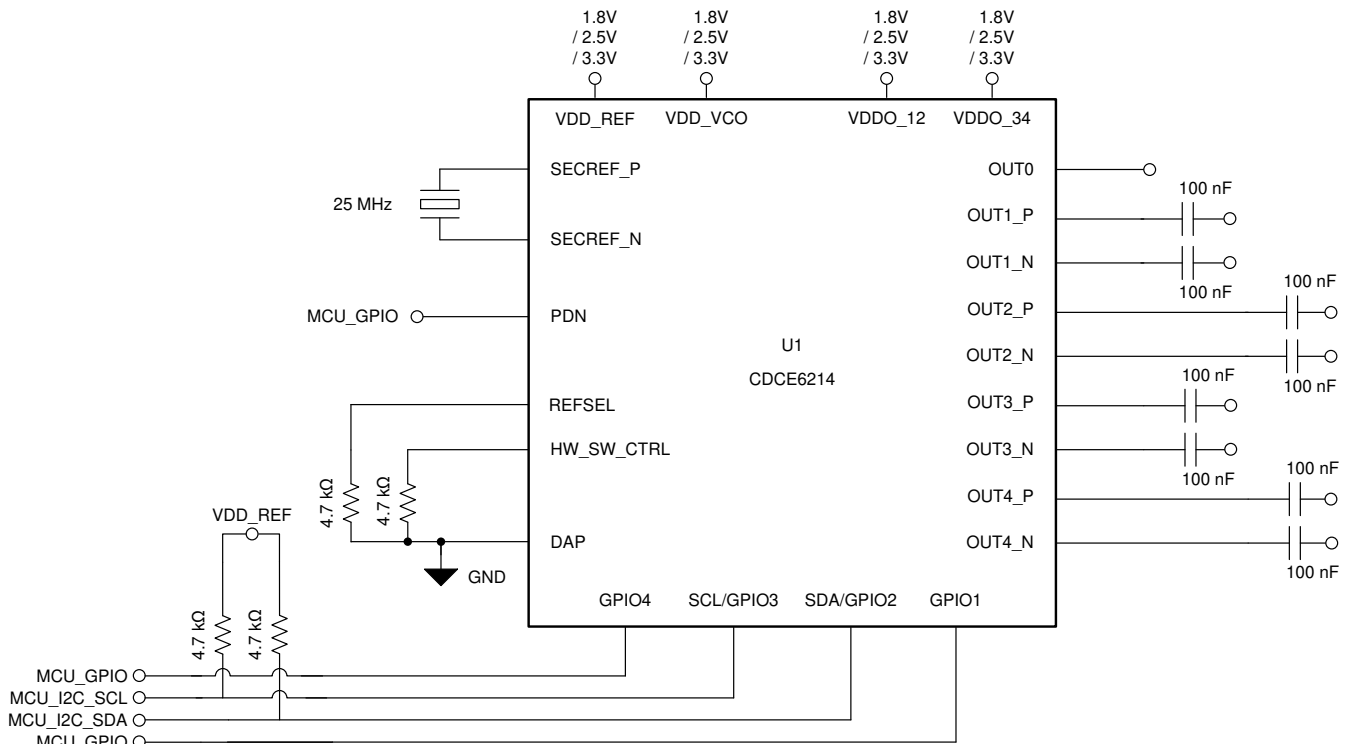 1.8V
/ 2.5V
/ 3.3V
1.8V
/ 2.5V
/ 3.3V
1.8V
/ 2.5V
/ 3.3V
1.8V
/ 2.5V
/ 3.3V
VDD_REF
VDD_VCO
VDDO_12
VDDO_34
SECREF_P
25 MHz
SECREF_N
MCU_GPIO
PDN
REFSEL
HW_SW_CTRL
4.7 kΩ
4.7 kΩ
DAP
GND
U1
CDCE6214
OUT0
OUT1_P
100 nF
OUT1_N
100 nF
OUT2_P
100 nF
OUT2_N
100 nF
OUT3_P
100 nF
OUT3_N
100 nF
OUT4_P
100 nF
OUT4_N
100 nF
GPIO4
SCL/GPIO3
SDA/GPIO2
GPIO1
VDD_REF
4.7 kΩ
4.7 kΩ
MCU_GPIO
MCU_I2C_SCL
MCU_I2C_SDA
MCU_GPIO